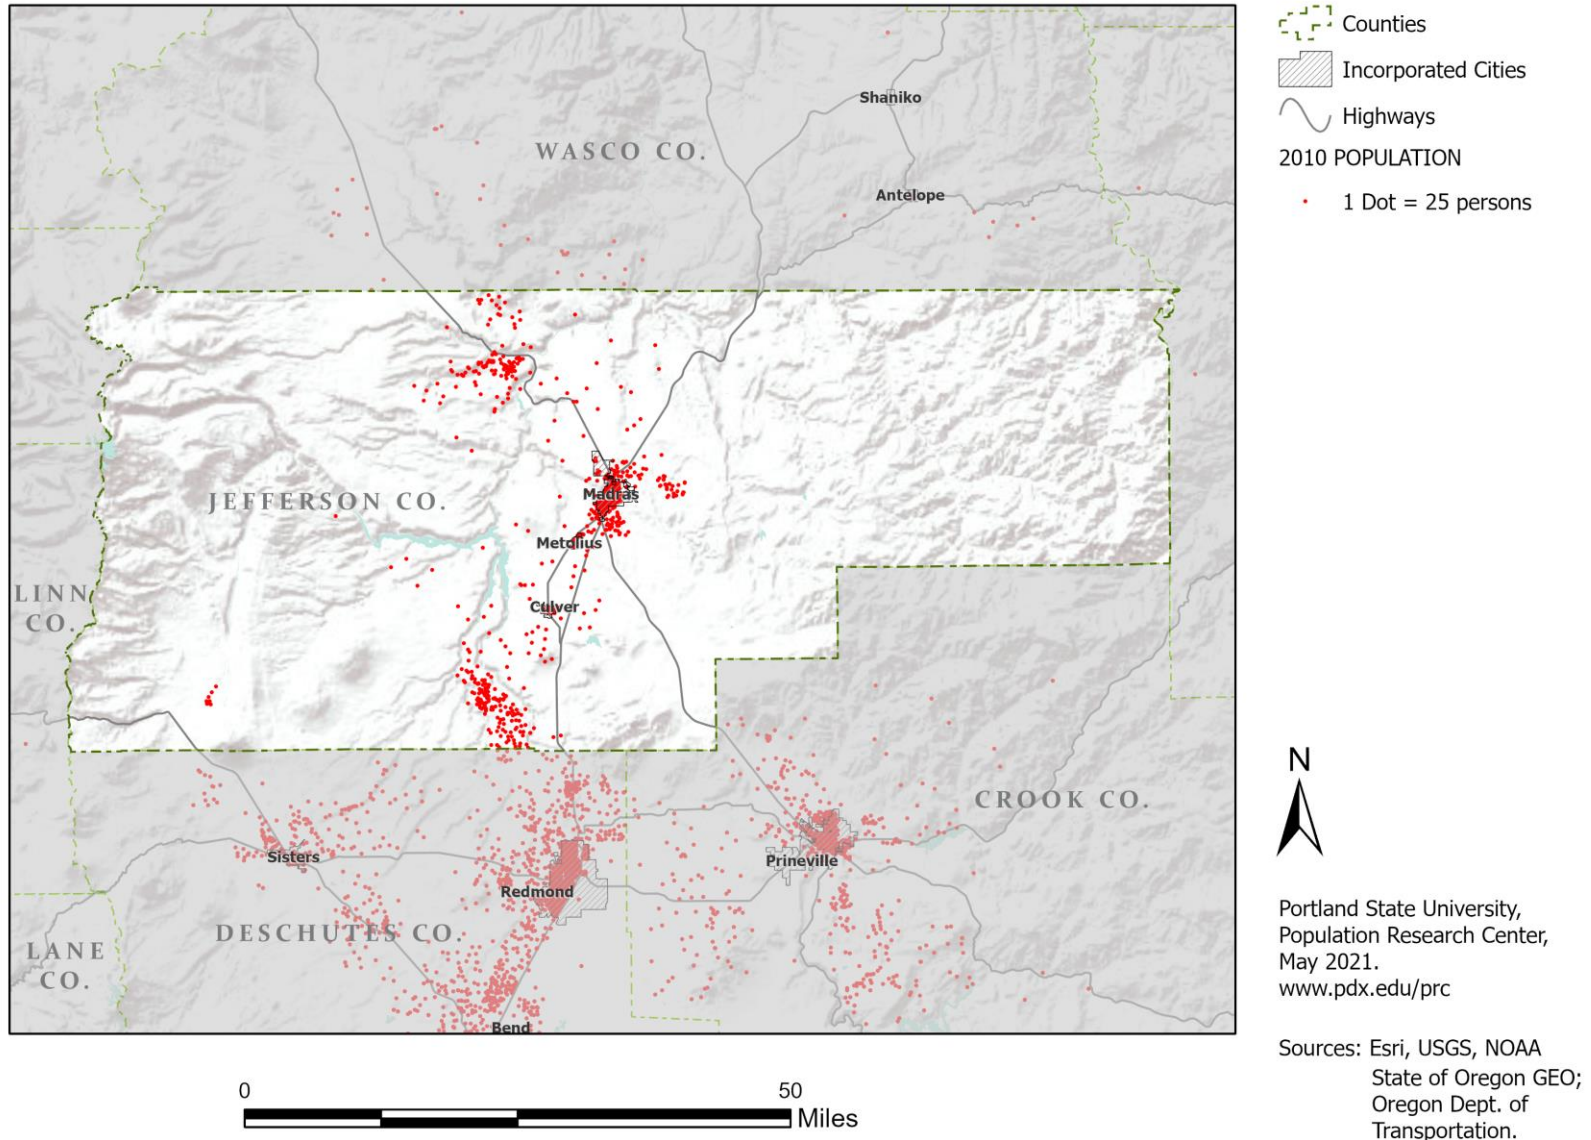 Counties
Incorporated Cities
Highways
2010 POPULATION
1 Dot = 25 persons
Shaniko
WASCO CO.
Antelope
JEFFERSON CO.
Madras
Metolius
LINN
CO.
Culver
CROOK CO.
Sisters
Prineville
Redmond
DESCHUTES CO.
LANE
CO.
Bend
N
Portland State University,
Population Research Center,
May 2021.
www.pdx.edu/prc
Sources: Esri, USGS, NOAA
State of Oregon GEO;
Oregon Dept. of
Transportation.
0 50
Miles